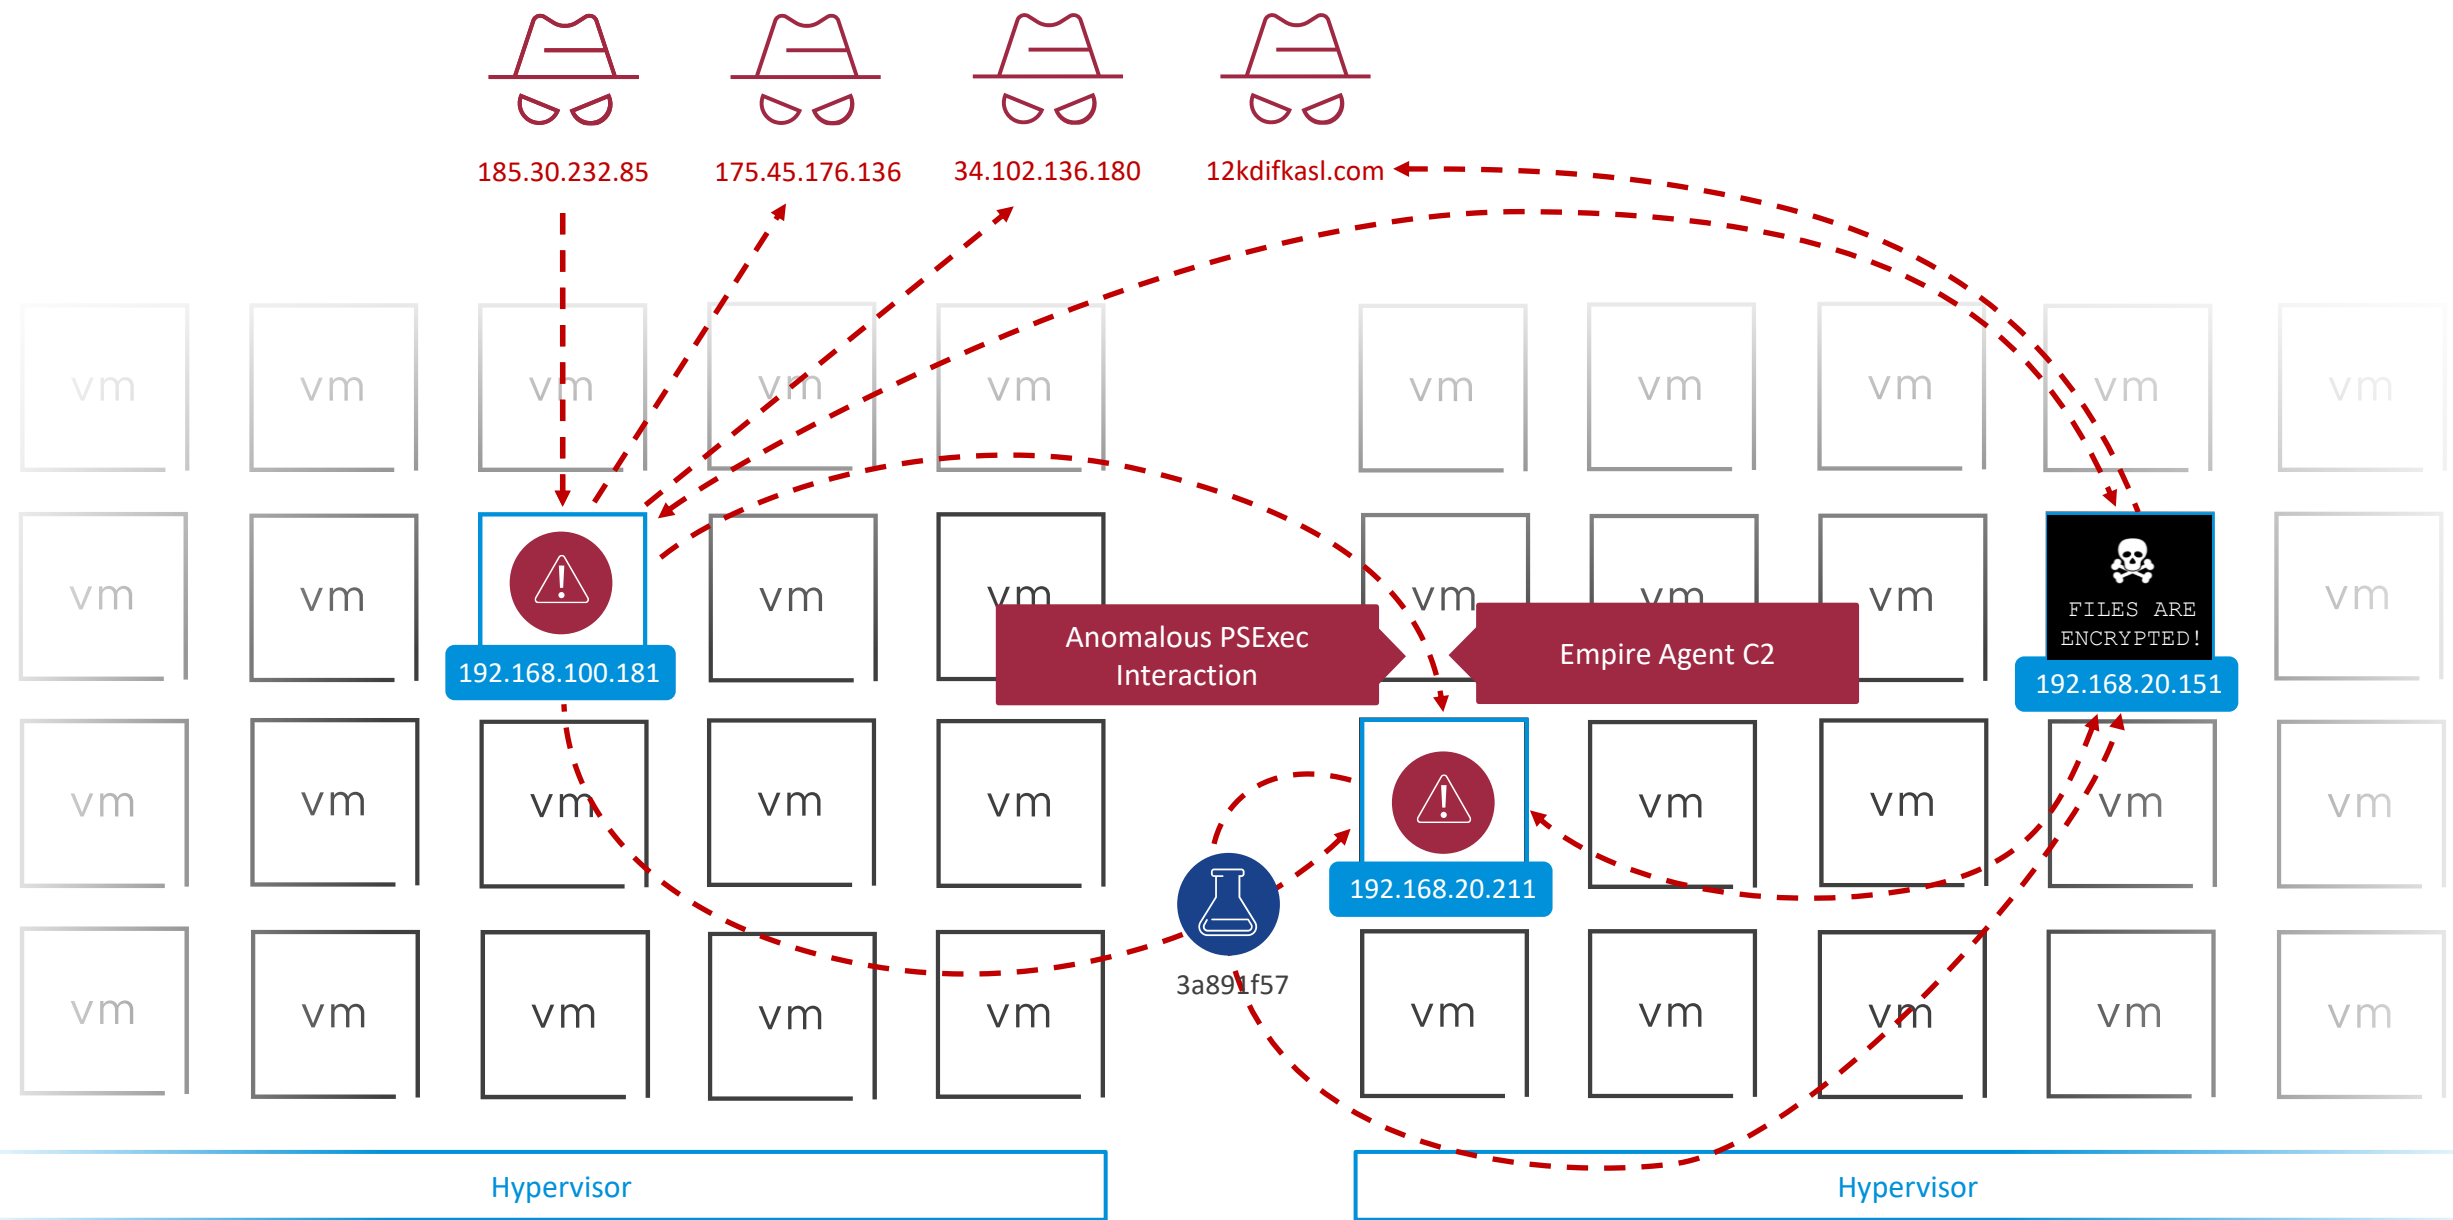 185.30.232.85
175.45.176.136
34.102.136.180
12kdifkasl.com
vm
vm
vm
vm
vm
vm
vm
vm
vm
vm
vm
vm
192.168.100.181
vm
vm
Anomalous PSExec
Interaction
vm
vm
Empire Agent C2
vm
FILES ARE
ENCRYPTED!
192.168.20.151
vm
vm
vm
vm
vm
vm
192.168.20.211
vm
vm
vm
vm
3a891f57
vm
vm
vm
vm
vm
vm
vm
vm
vm
vm
Hypervisor
Hypervisor